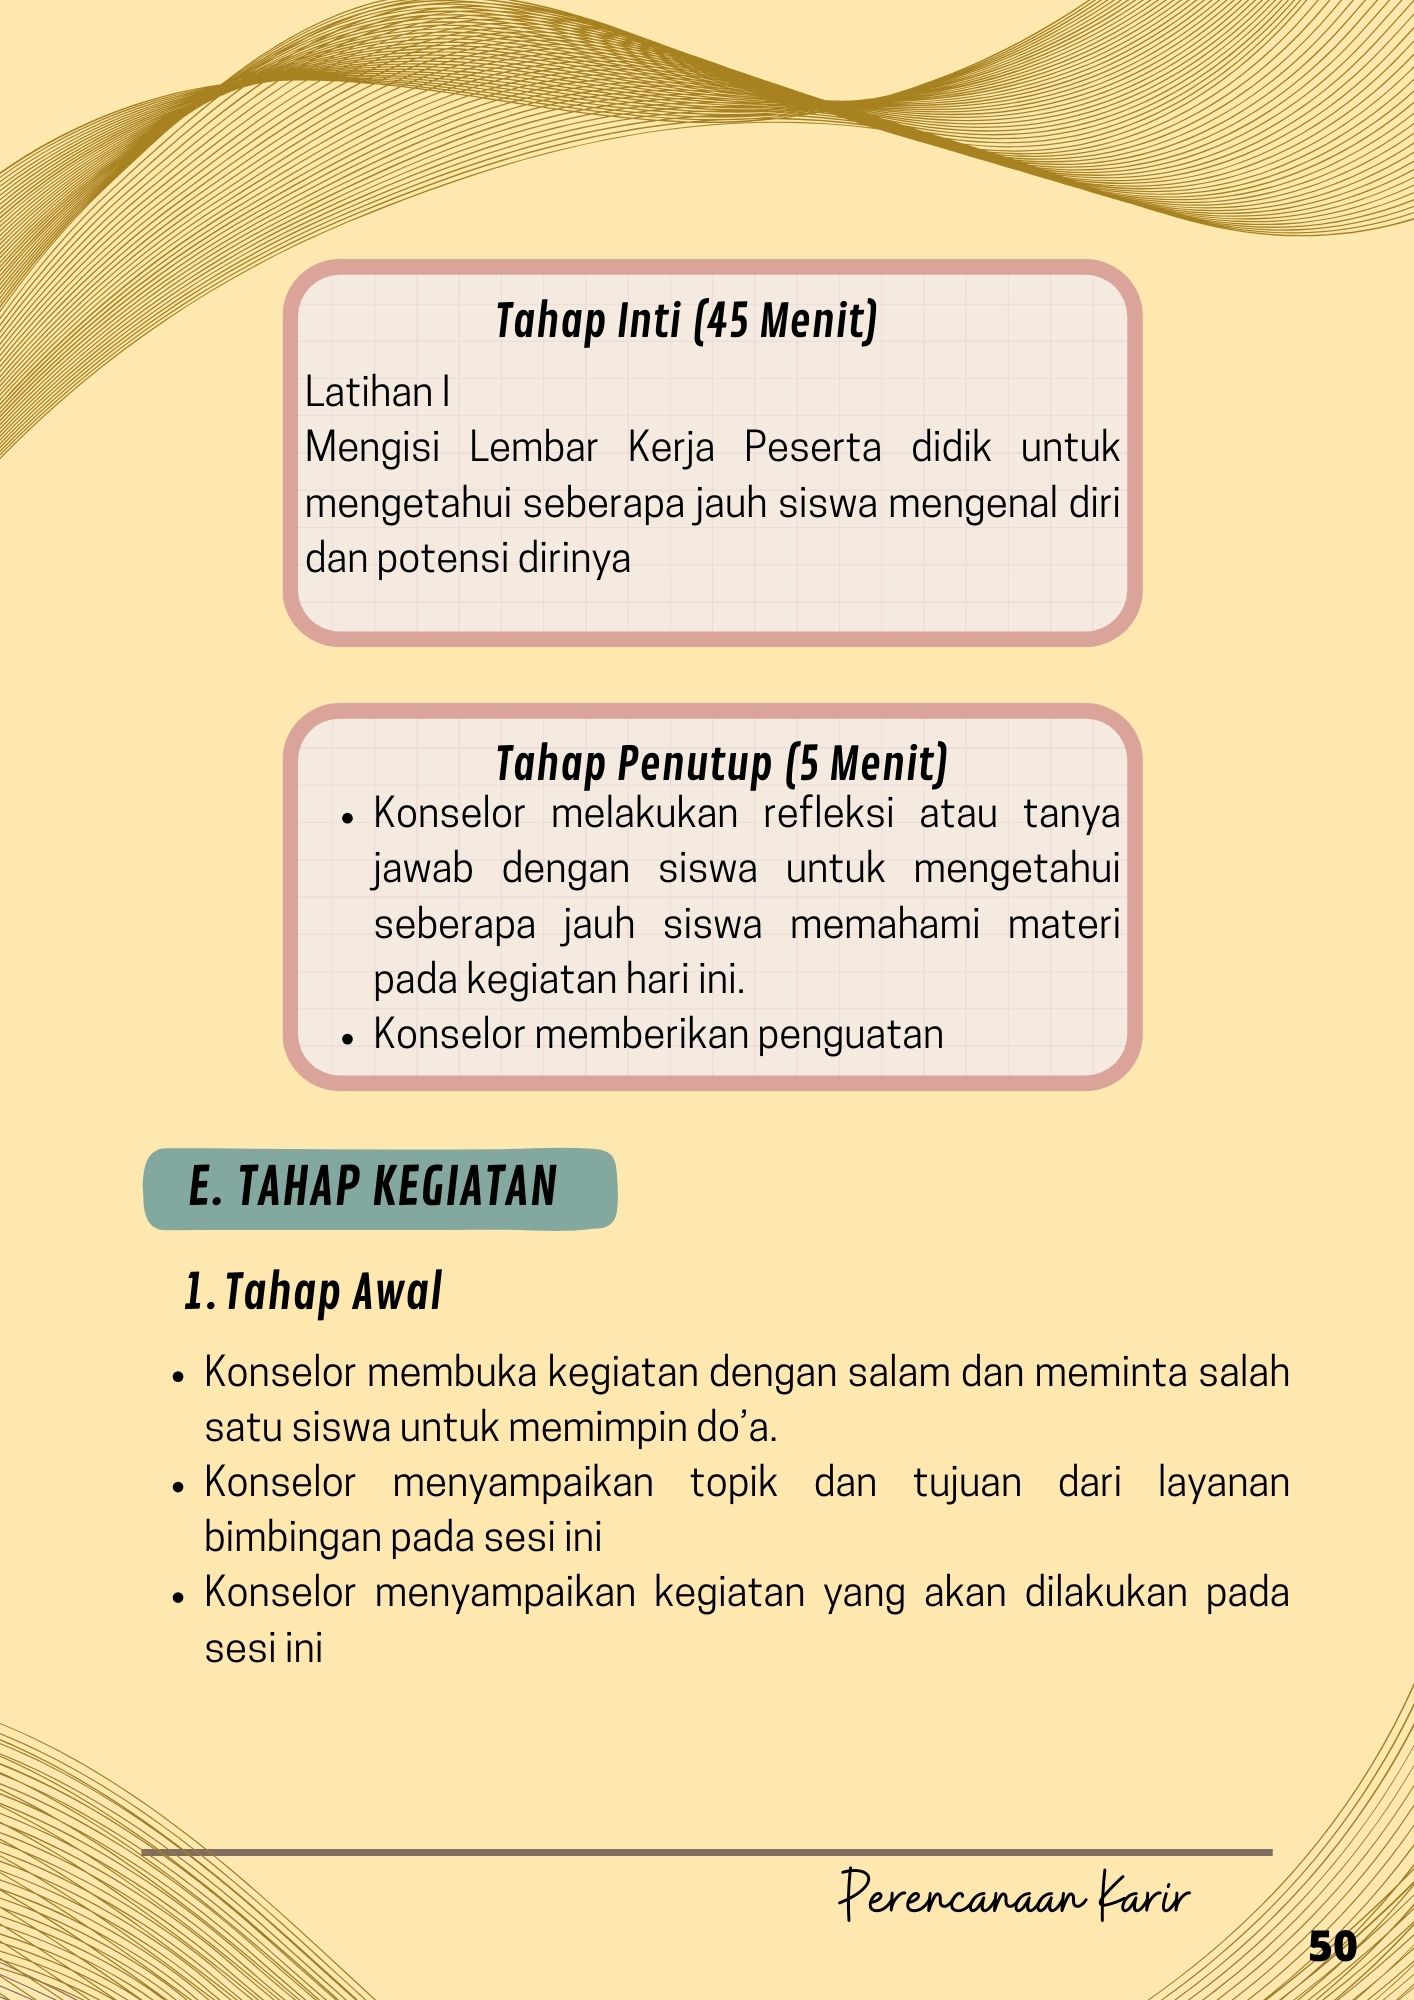 Tahap Inti (45 Menit)
Latihan I
Mengisi Lembar Kerja Peserta didik untuk
mengetahui seberapa jauh siswa mengenal diri
dan potensi dirinya
Tahap Penutup (5 Menit)
• Konselor melakukan refleksi atau tanya
jawab dengan siswa untuk mengetahui
seberapa jauh siswa memahami materi
pada kegiatan hari ini.
• Konselor memberikan penguatan
E. TAHAP KEGIATAN
1. Tahap Awal
• Konselor membuka kegiatan dengan salam dan meminta salah
satu siswa untuk memimpin do’a.
• Konselor menyampaikan topik dan tujuan dari layanan
bimbingan pada sesi ini
• Konselor menyampaikan kegiatan yang akan dilakukan pada
sesi ini
Perencanaan Karir
50